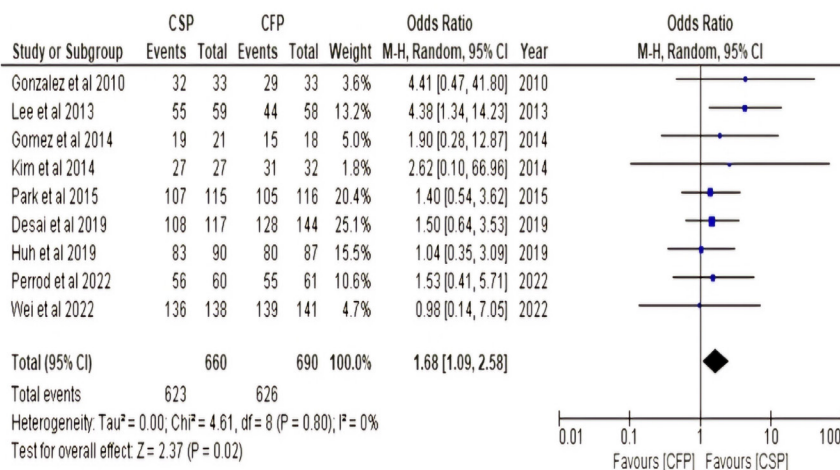 CSP CFP Odds Ratio Odds Ratio
Study or Subgroup Events Total Events Total Weight M-H, Random, 95% CI Year M-H, Random, 95% CI
Gonzalez et al 2010 32 33 29 33 3.6% 4.41 [0.47, 41.80] 2010
Lee et al 2013 55 59 44 58 13.2% 4.38 [1.34, 14.23] 2013
Gomez et al 2014 19 21 15 18 5.0% 1.90 [0.28, 12.87] 2014
Kim et al 2014 27 27 31 32 1.8% 2.62 [0.10, 66.96] 2014
Park et al 2015 107 115 105 116 20.4% 1.40 [0.54, 3.62] 2015
Desai et al 2019 108 117 128 144 25.1% 1.50 [0.64, 3.53] 2019
Huh et al 2019 83 90 80 87 15.5% 1.04 [0.35, 3.09] 2019
Perrod et al 2022 56 60 55 61 10.6% 1.53 [0.41, 5.71] 2022
Wei et al 2022 136 138 139 141 4.7% 0.98 [0.14, 7.05] 2022
Total (95% CI) 660 690 100.0% 1.68 [1.09, 2.58]
Total events 623 626
Heterogeneity: Tau² = 0.00; Chi² = 4.61, df = 8 (P = 0.80); I² = 0%
Test for overall effect: Z = 2.37 (P = 0.02)
0.01 0.1 1 10 100
Favours [CFP] Favours [CSP]